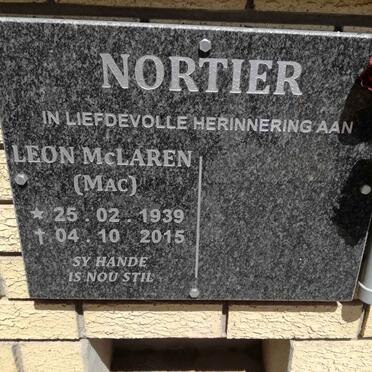 NORTIER
IN LIEFDEVOLLE HERINNERING AAN
LEON McLAREN
(MAC)
★ 25 . 02 . 1939
✝ 04 . 10 . 2015
SY HANDE
IS NOU STIL